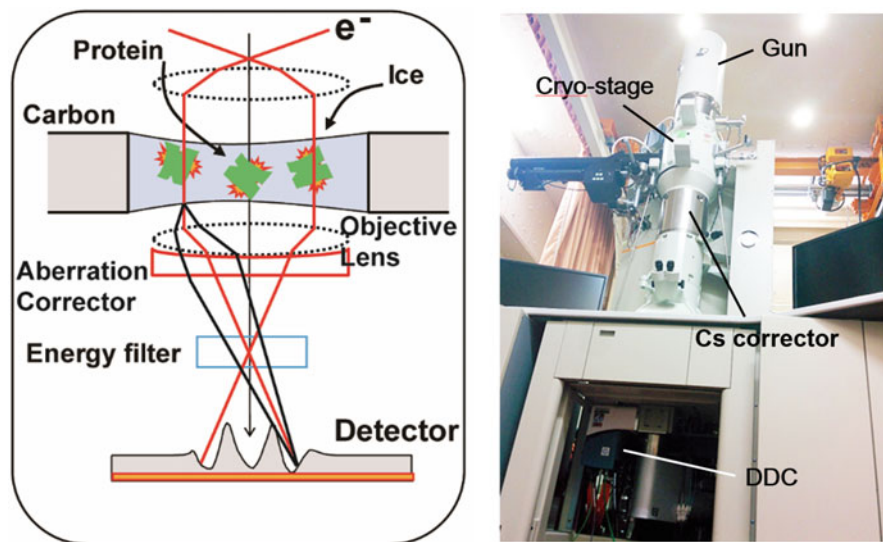 e-
Protein
Ice
Carbon
Objective
Lens
Aberration
Corrector
Energy filter
Detector
Gun
Cryo-stage
Cs corrector
DDC